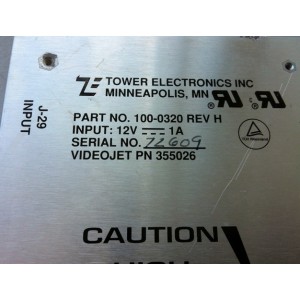 TOWER ELECTRONICS INC
MINNEAPOLIS, MN
PART NO. 100-0320 REV H
INPUT: 12V ⎓ 1A
SERIAL NO. 72609
VIDEOJET PN 355026
J-29
INPUT
CAUTION
HIGH